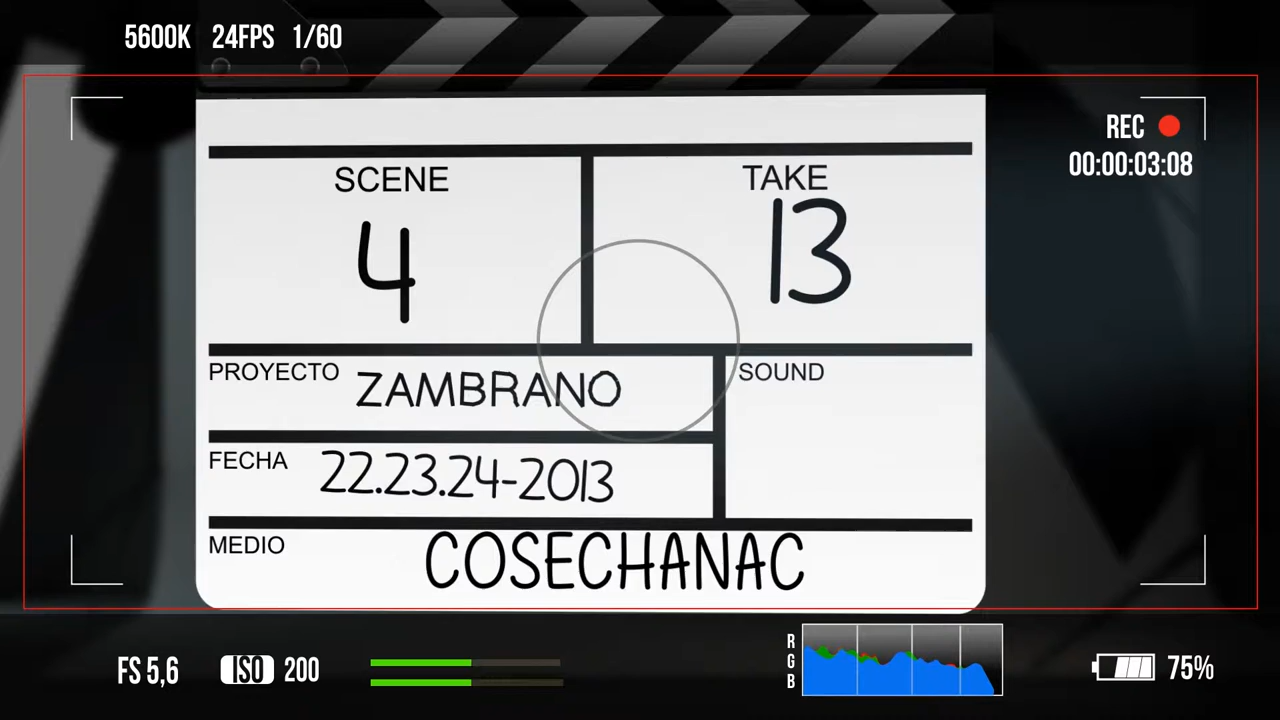 5600K 24FPS 1/60
REC
00:00:03:08
SCENE
4
TAKE
13
PROYECTO ZAMBRANO
SOUND
FECHA 22.23.24-2013
MEDIO COSECHANAC
FS 5,6 ISO 200
R
G
B
75%